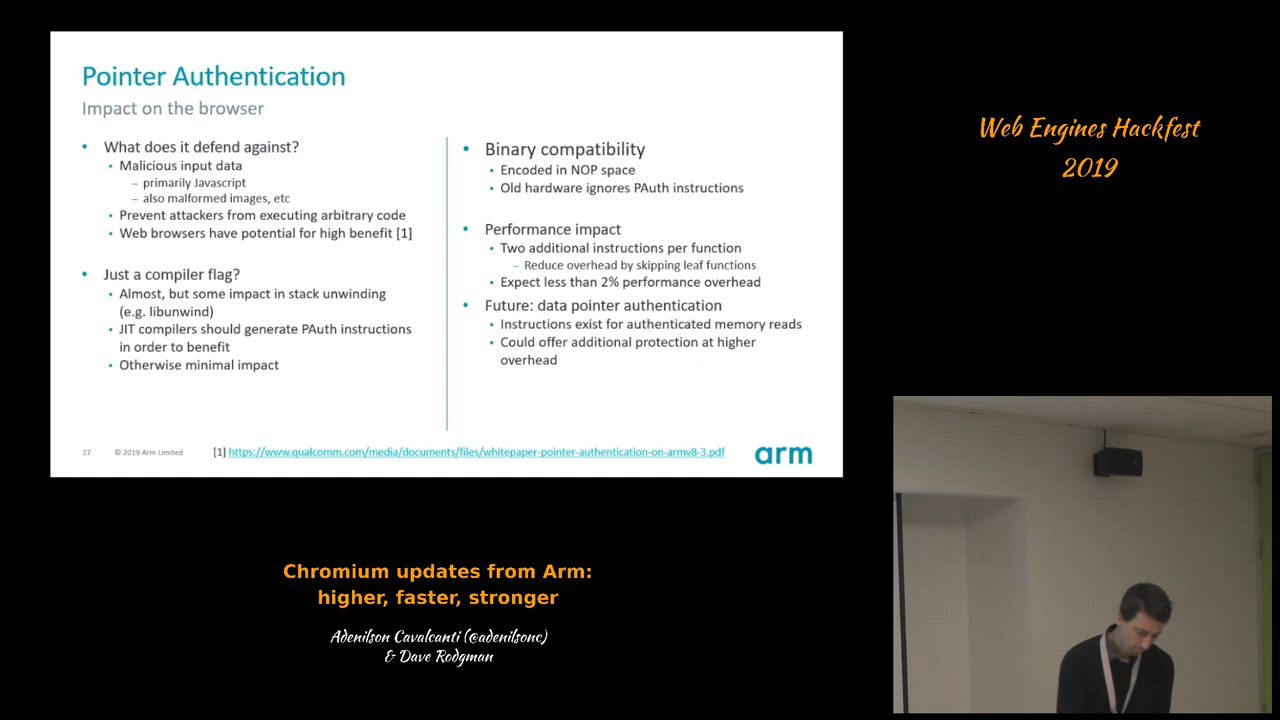 Pointer Authentication
Impact on the browser
• What does it defend against?
• Malicious input data
– primarily Javascript
– also malformed images, etc
• Prevent attackers from executing arbitrary code
• Web browsers have potential for high benefit [1]
• Just a compiler flag?
• Almost, but some impact in stack unwinding
(e.g. libunwind)
• JIT compilers should generate PAuth instructions
in order to benefit
• Otherwise minimal impact
• Binary compatibility
• Encoded in NOP space
• Old hardware ignores PAuth instructions
• Performance impact
• Two additional instructions per function
– Reduce overhead by skipping leaf functions
• Expect less than 2% performance overhead
• Future: data pointer authentication
• Instructions exist for authenticated memory reads
• Could offer additional protection at higher
overhead
27 © 2019 Arm Limited [1] https://www.qualcomm.com/media/documents/files/whitepaper-pointer-authentication-on-armv8-3.pdf arm
Web Engines Hackfest
2019
Chromium updates from Arm:
higher, faster, stronger
Adenilson Cavalcanti (@adenilsonc)
& Dave Rodgman